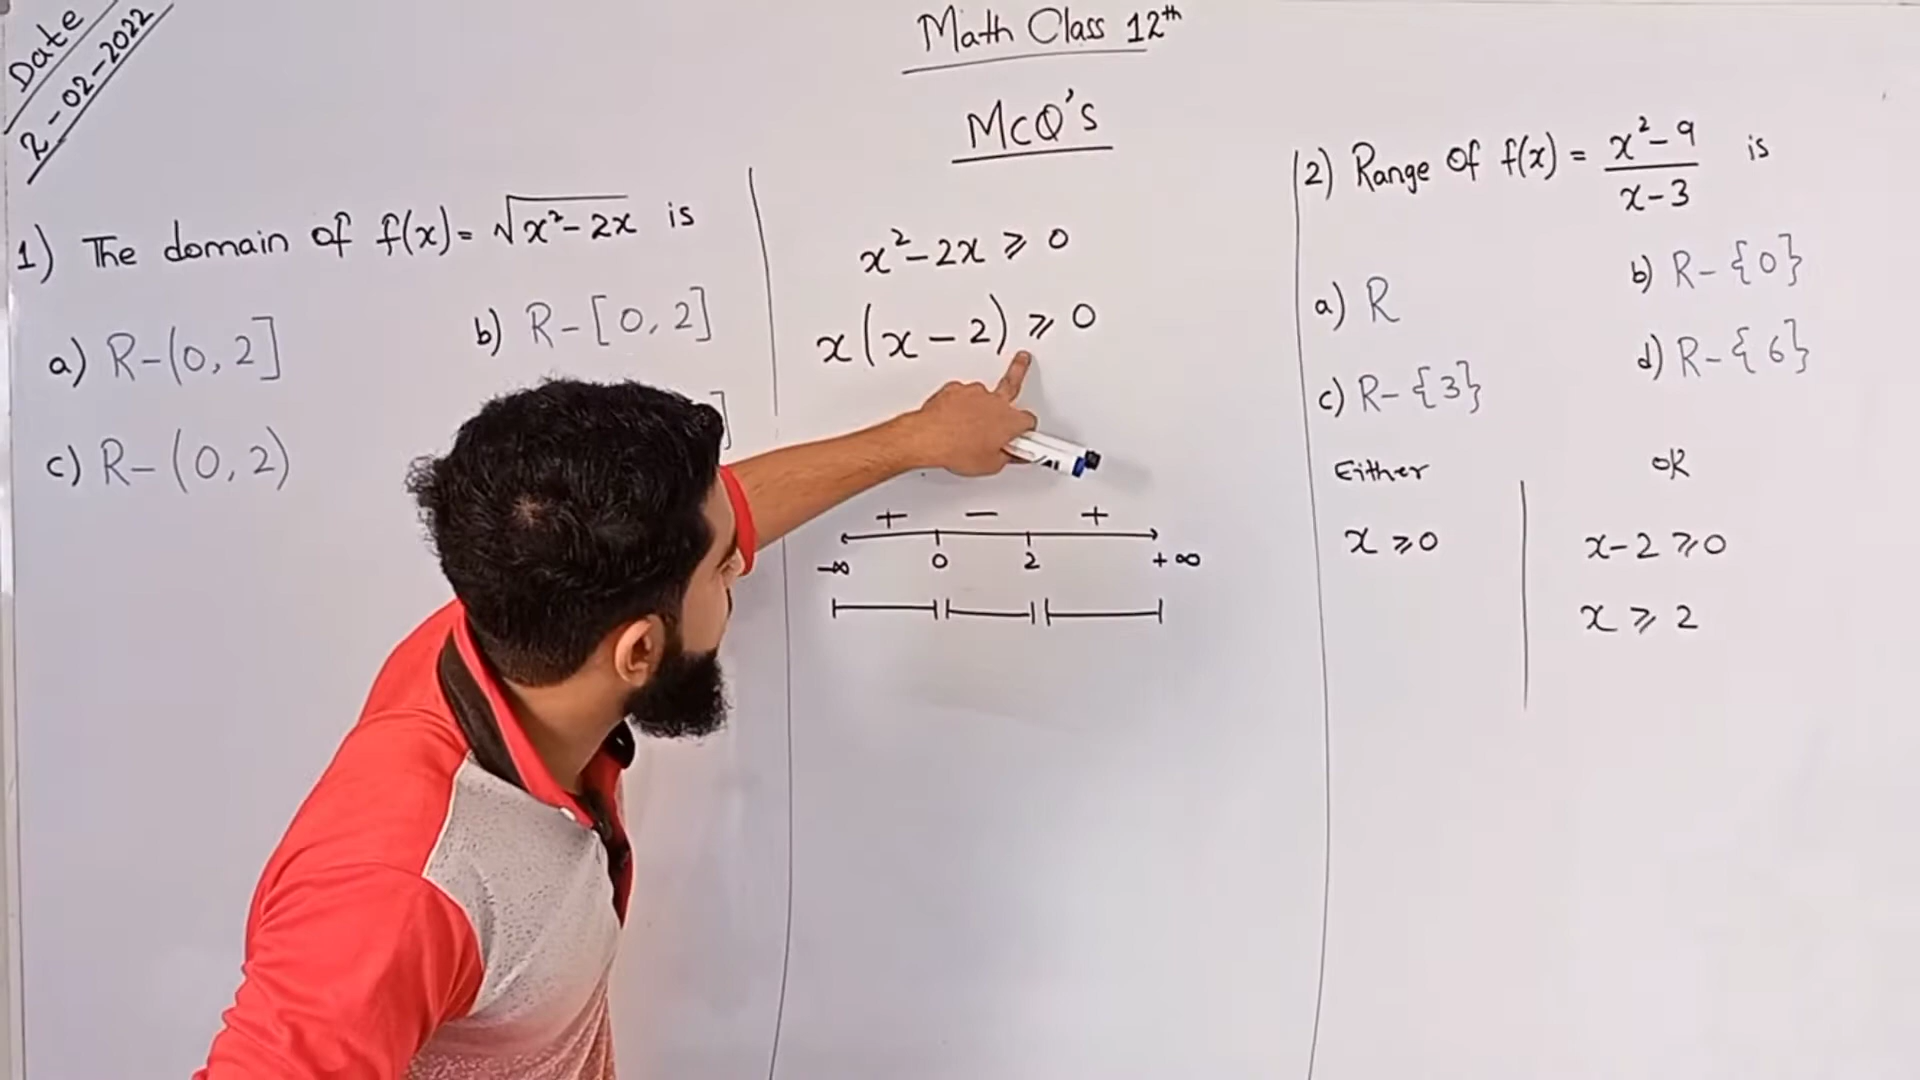 Date
2-02-2022
Math Class 12th
McQ's
1) The domain of f(x)= √x²-2x is
a) R-(0, 2]
b) R-[0, 2]
c) R-(0, 2)
]
x²-2x ⩾ 0
x(x-2) ⩾ 0
+ - +
-∞ 0 2 +∞
2) Range of f(x) = x²-9 / x-3 is
a) R
b) R-{0}
c) R-{3}
d) R-{6}
Either
OR
x ⩾ 0
x-2 ⩾ 0
x ⩾ 2